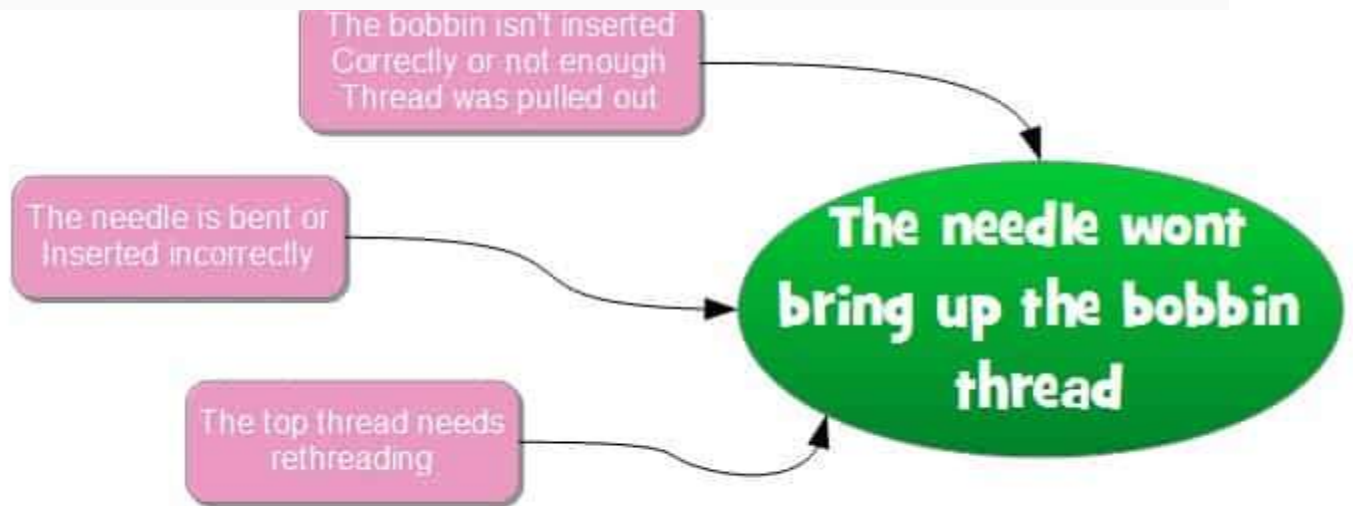 The bobbin isn't inserted
Correctly or not enough
Thread was pulled out
The needle is bent or
Inserted incorrectly
The top thread needs
rethreading
The needle wont
bring up the bobbin
thread